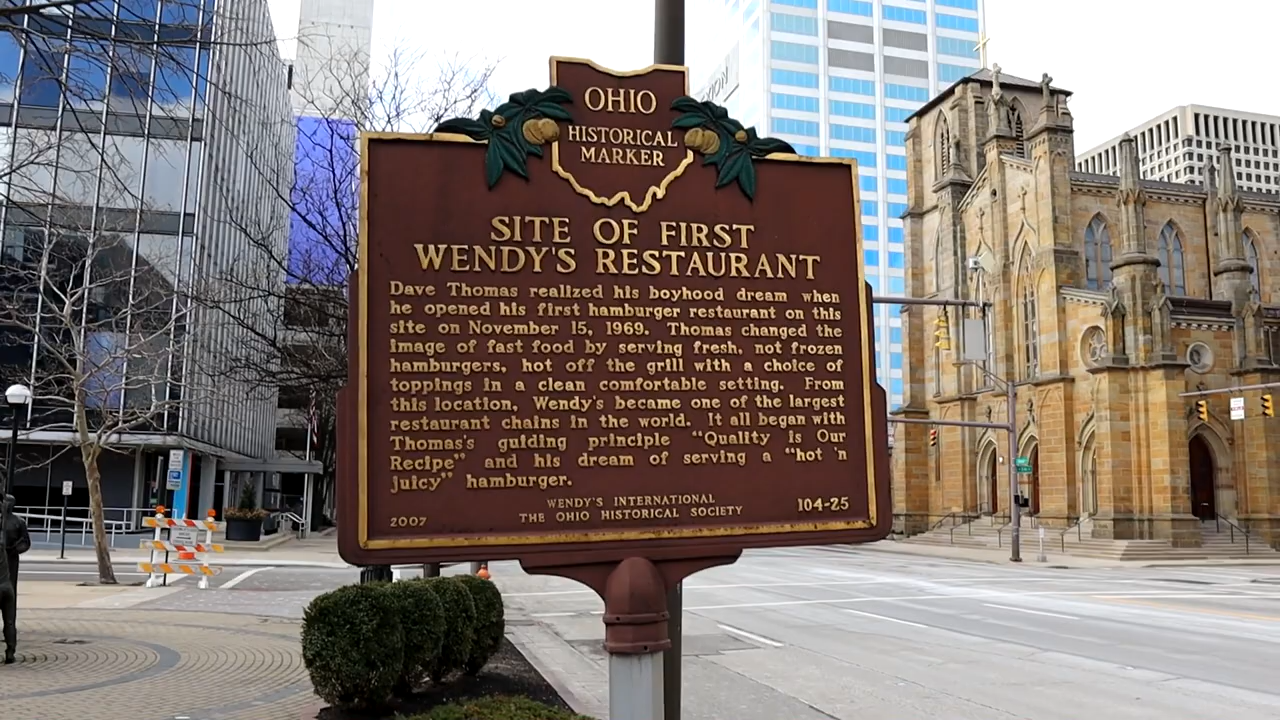 OHIO
HISTORICAL
MARKER
SITE OF FIRST
WENDY'S RESTAURANT
Dave Thomas realized his boyhood dream when
he opened his first hamburger restaurant on this
site on November 15, 1969. Thomas changed the
image of fast food by serving fresh, not frozen
hamburgers, hot off the grill with a choice of
toppings in a clean comfortable setting. From
this location, Wendy's became one of the largest
restaurant chains in the world. It all began with
Thomas's guiding principle "Quality is Our
Recipe" and his dream of serving a "hot 'n
juicy" hamburger.
WENDY'S INTERNATIONAL
THE OHIO HISTORICAL SOCIETY
2007
104-25